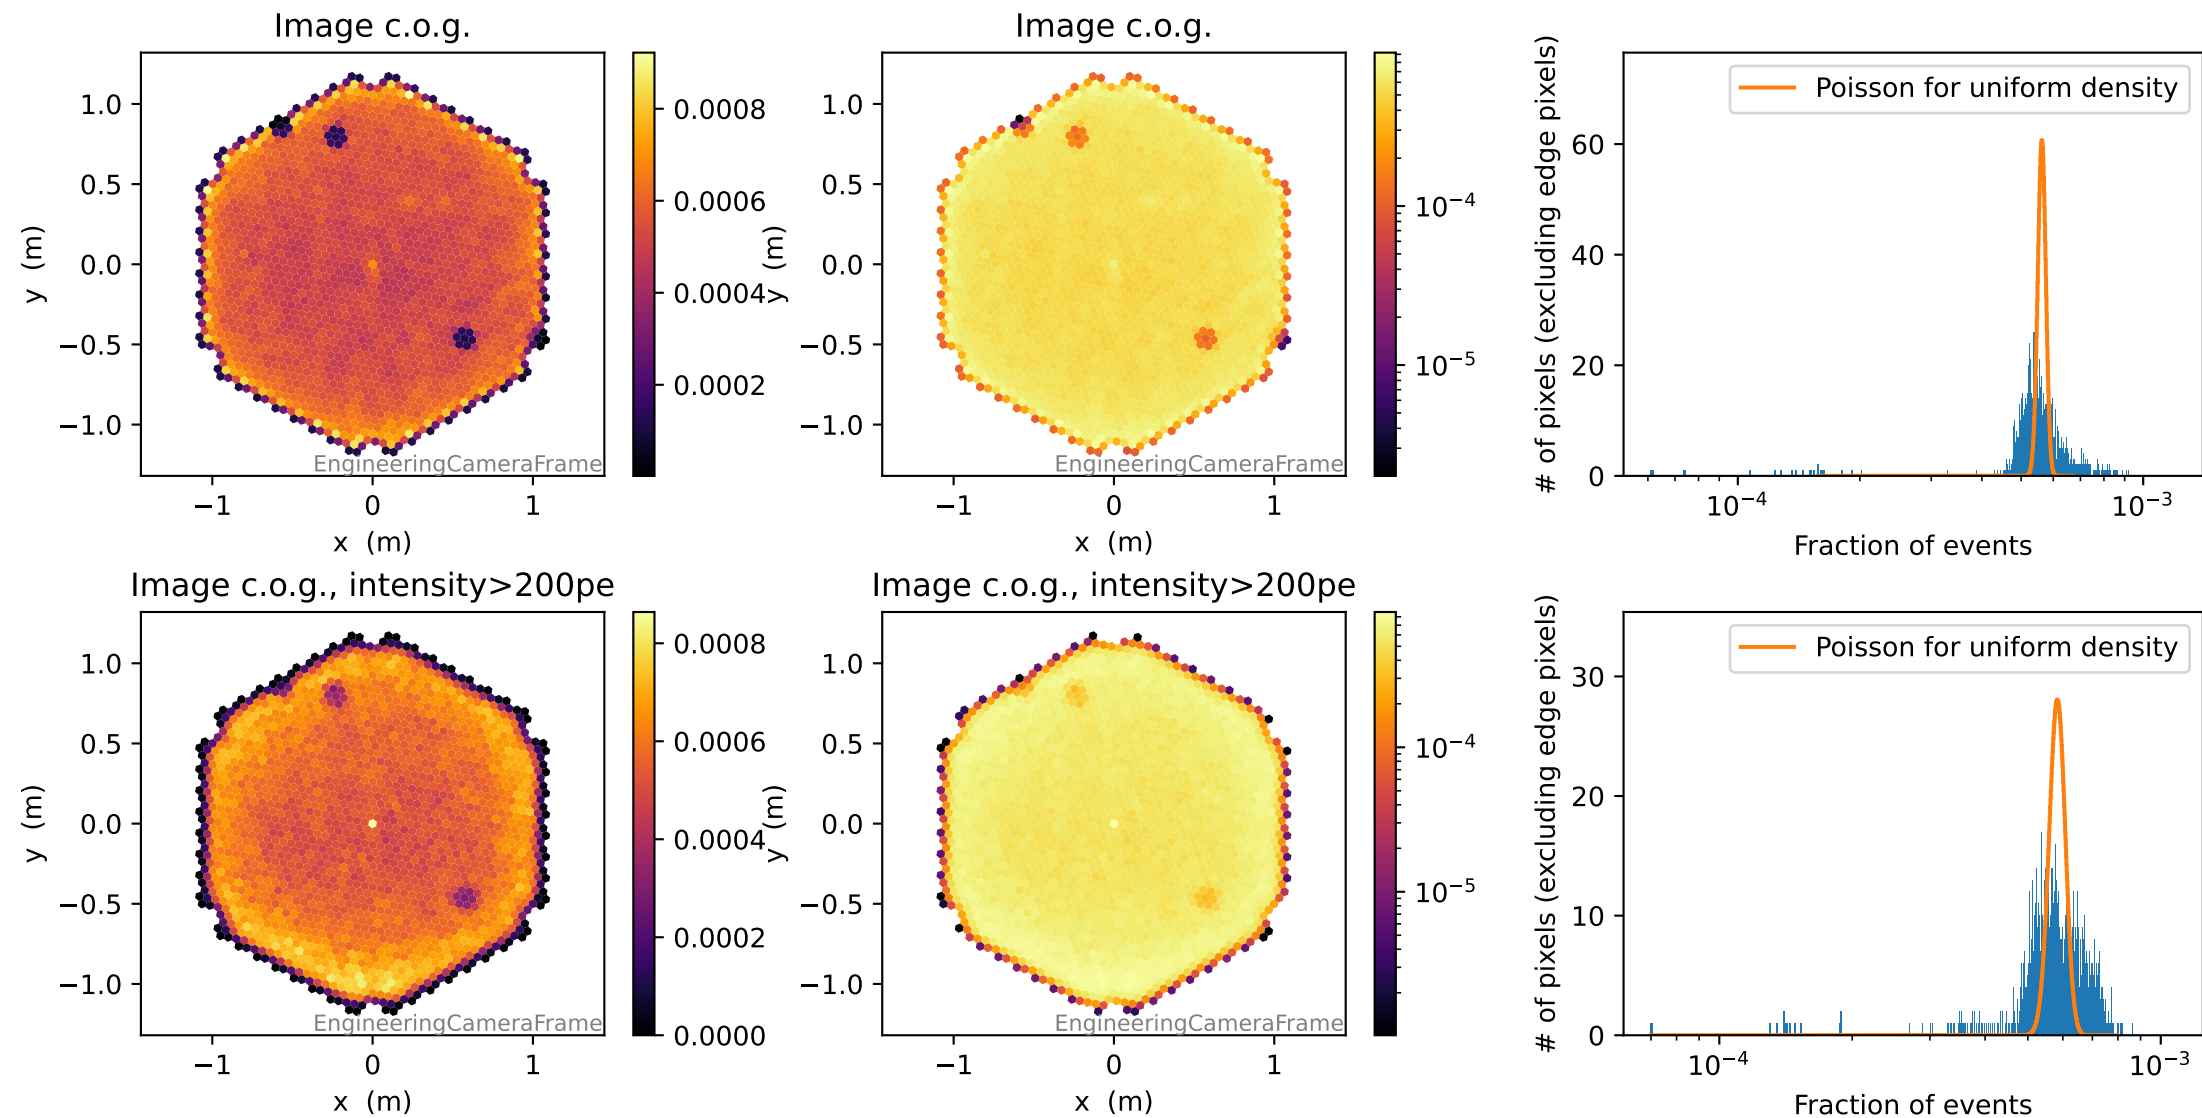 Image c.o.g.
y (m)
1.0
0.5
0.0
−0.5
−1.0
−1
0
1
x (m)
EngineeringCameraFrame
0.0008
0.0006
0.0004
0.0002
Image c.o.g.
y (m)
1.0
0.5
0.0
−0.5
−1.0
−1
0
1
x (m)
EngineeringCameraFrame
10−4
10−5
# of pixels (excluding edge pixels)
60
40
20
0
Poisson for uniform density
10−4
10−3
Fraction of events
Image c.o.g., intensity>200pe
y (m)
1.0
0.5
0.0
−0.5
−1.0
−1
0
1
x (m)
EngineeringCameraFrame
0.0008
0.0006
0.0004
0.0002
0.0000
Image c.o.g., intensity>200pe
y (m)
1.0
0.5
0.0
−0.5
−1.0
−1
0
1
x (m)
EngineeringCameraFrame
10−4
10−5
# of pixels (excluding edge pixels)
30
20
10
0
Poisson for uniform density
10−4
10−3
Fraction of events